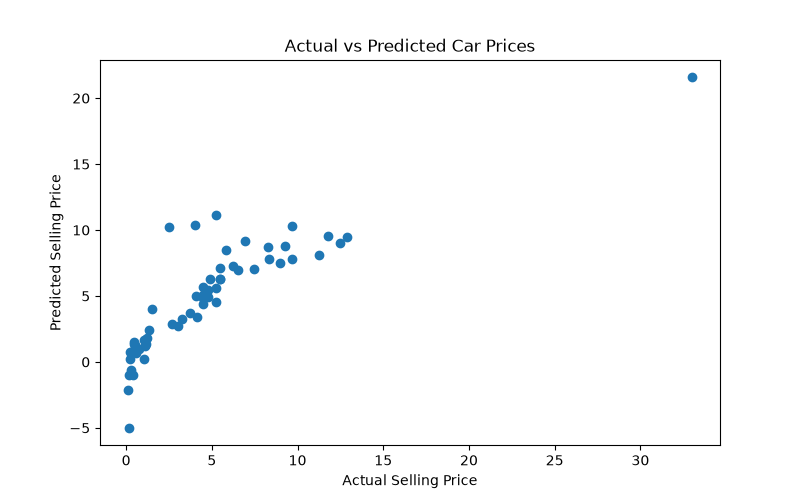 Actual vs Predicted Car Prices
Predicted Selling Price
20
15
10
5
0
−5
0 5 10 15 20 25 30
Actual Selling Price